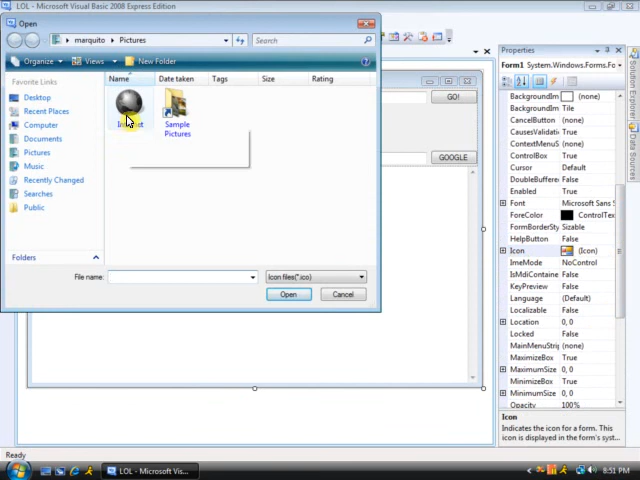 LOL - Microsoft Visual Basic 2008 Express Edition
Open
marquito ▸ Pictures
Search
Organize
Views
New Folder
Favorite Links
Desktop
Recent Places
Computer
Documents
Pictures
Music
Recently Changed
Searches
Public
Folders
Name
Date taken
Tags
Size
Rating
Sample
Pictures
File name:
Icon files(*.ico)
Open
Cancel
GO!
GOOGLE
Properties
Form1 System.Windows.Forms.Fo
BackgroundIm (none)
BackgroundIm Tile
CancelButton (none)
CausesValidati True
ContextMenuS (none)
ControlBox True
Cursor Default
DoubleBuffere False
Enabled True
Font Microsoft Sans S
ForeColor ControlTex
FormBorderSty Sizable
HelpButton False
Icon (Icon)
ImeMode NoControl
IsMdiContaine False
KeyPreview False
Language (Default)
Localizable False
Location 0, 0
Locked False
MainMenuStrip (none)
MaximizeBox True
MaximumSize 0, 0
MinimizeBox True
MinimumSize 0, 0
Opacity 100%
Icon
Indicates the icon for a form. This
icon is displayed in the form's syst...
Solution Explorer
Data Sources
Ready
LOL - Microsoft Vis...
8:51 PM